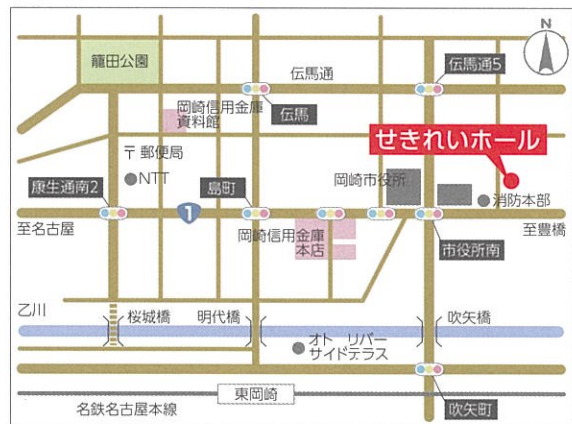 N
籠田公園
伝馬通
伝馬通5
岡崎信用金庫
資料館
伝馬
せきれいホール
〒郵便局
NTT
康生通南2
島町
岡崎市役所
消防本部
1
至名古屋
至豊橋
岡崎信用金庫
本店
市役所南
乙川
桜城橋
明代橋
吹矢橋
オト リバー
サイドテラス
東岡崎
名鉄名古屋本線
吹矢町